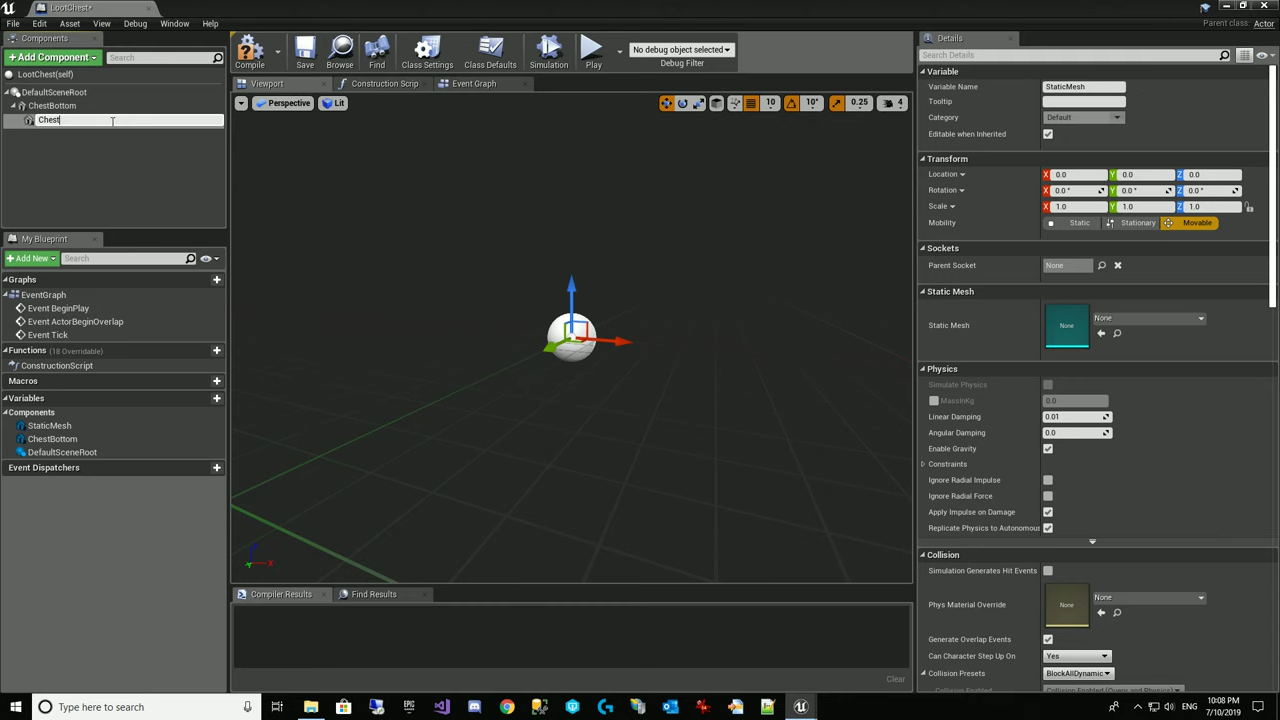 LootChest*
File Edit Asset View Debug Window Help
Parent class: Actor
Components
+Add Component
Search
LootChest(self)
DefaultSceneRoot
ChestBottom
Chest
My Blueprint
+Add New
Search
Graphs
EventGraph
Event BeginPlay
Event ActorBeginOverlap
Event Tick
Functions (18 Overridable)
ConstructionScript
Macros
Variables
Components
StaticMesh
ChestBottom
DefaultSceneRoot
Event Dispatchers
Compile Save Browse Find Class Settings Class Defaults Simulation Play
No debug object selected
Debug Filter
Viewport Construction Scrip Event Graph
Perspective Lit
10 10° 0.25 4
X
Compiler Results Find Results
Clear
Details
Search Details
Variable
Variable Name StaticMesh
Tooltip
Category Default
Editable when Inherited
Transform
Location X 0.0 Y 0.0 Z 0.0
Rotation X 0.0 ° Y 0.0 ° Z 0.0 °
Scale X 1.0 Y 1.0 Z 1.0
Mobility Static Stationary Movable
Sockets
Parent Socket None
Static Mesh
Static Mesh None None
Physics
Simulate Physics
MassInKg 0.0
Linear Damping 0.01
Angular Damping 0.0
Enable Gravity
Constraints
Ignore Radial Impulse
Ignore Radial Force
Apply Impulse on Damage
Replicate Physics to Autonomous
Collision
Simulation Generates Hit Events
Phys Material Override None None
Generate Overlap Events
Can Character Step Up On Yes
Collision Presets BlockAllDynamic
Collision Enabled Collision Enabled (Query and Physics)
Type here to search
ENG
10:08 PM
7/10/2019